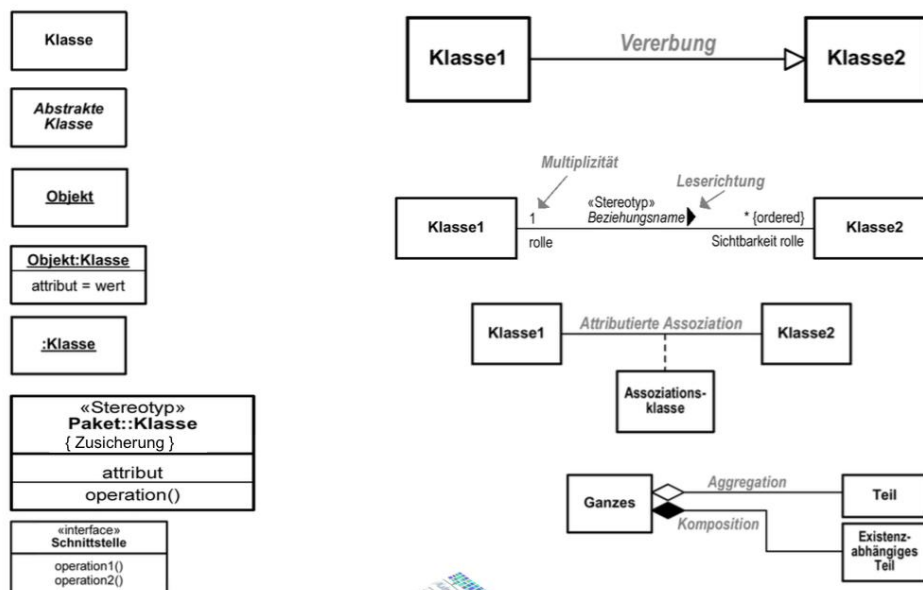 Klasse
Abstrakte
Klasse
Objekt
Objekt:Klasse
attribut = wert
:Klasse
«Stereotyp»
Paket::Klasse
{ Zusicherung }
attribut
operation()
«interface»
Schnittstelle
operation1()
operation2()
Klasse1
Vererbung
Klasse2
Multiplizität
Leserichtung
Klasse1
1
«Stereotyp»
Beziehungsname
* {ordered}
rolle
Sichtbarkeit rolle
Klasse2
Klasse1
Attributierte Assoziation
Klasse2
Assoziations-
klasse
Ganzes
Aggregation
Teil
Komposition
Existenz-
abhängiges
Teil